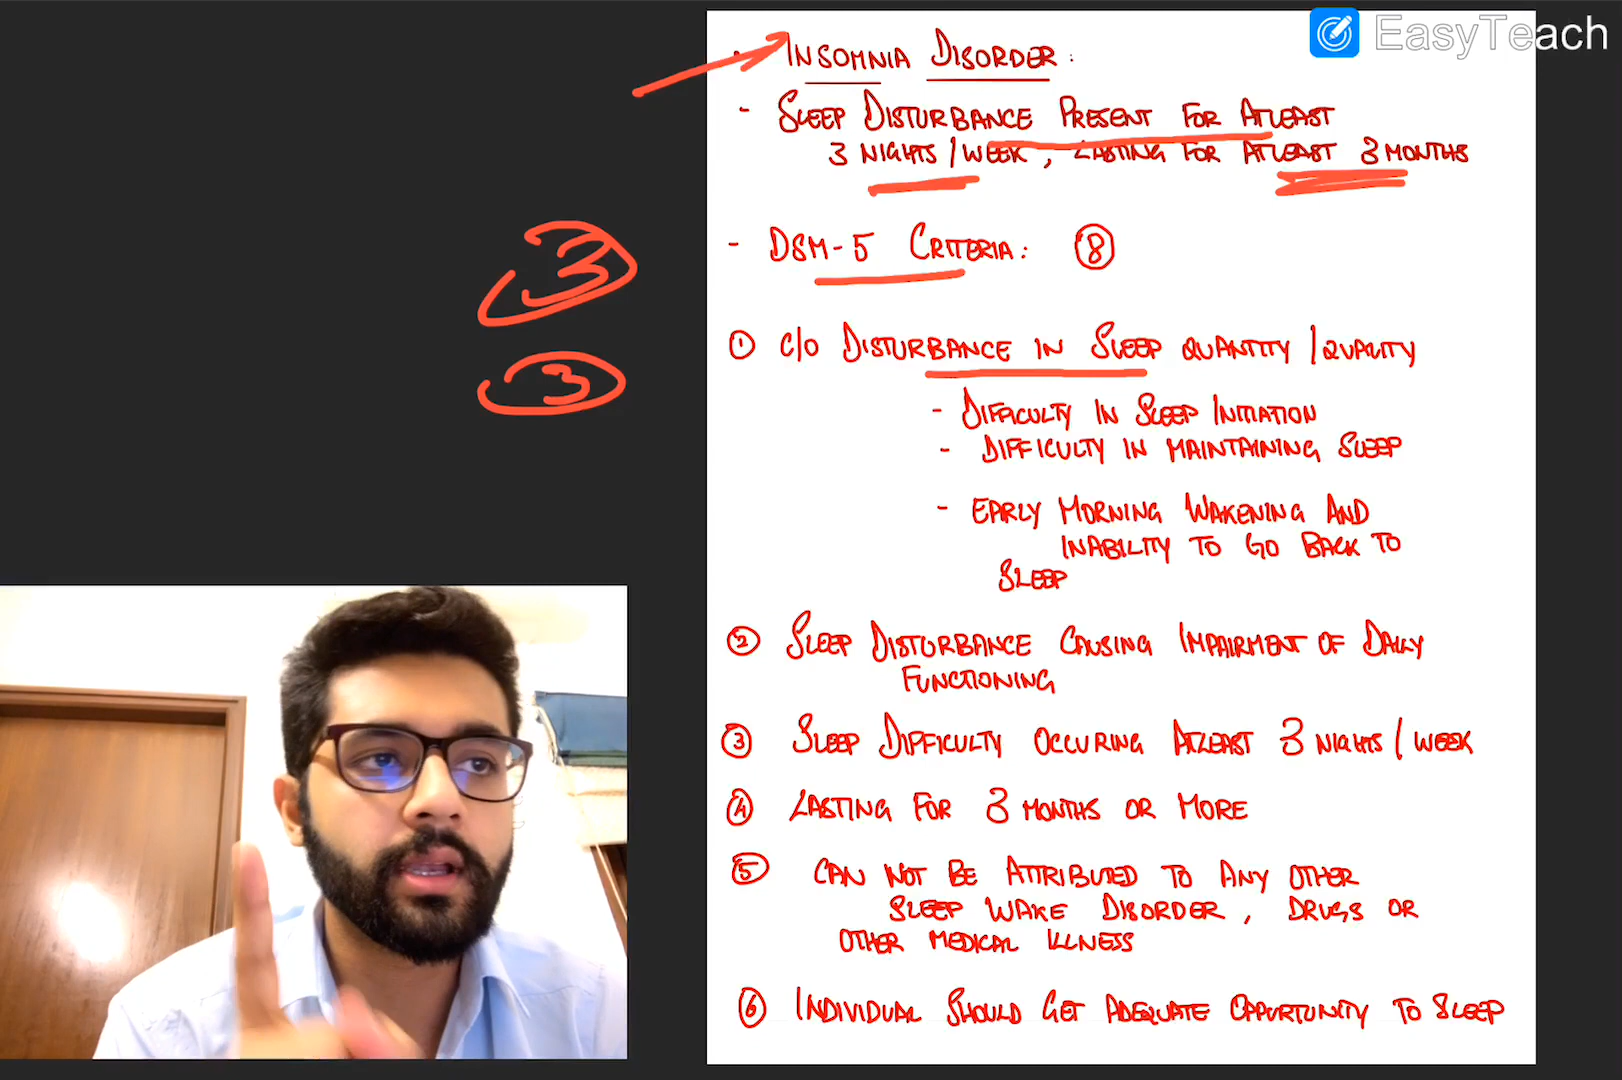 EasyTeach
INSOMNIA DISORDER:
- SLEEP DISTURBANCE PRESENT FOR ATLEAST
3 NIGHTS/WEEK, LASTING FOR ATLEAST 3 MONTHS
3
- DSM-5 CRITERIA: 8
3
1 C/O DISTURBANCE IN SLEEP QUANTITY/QUALITY
- DIFFICULTY IN SLEEP INITIATION
- DIFFICULTY IN MAINTAINING SLEEP
- EARLY MORNING WAKENING AND
INABILITY TO GO BACK TO
SLEEP
2 SLEEP DISTURBANCE CAUSING IMPAIRMENT OF DAILY
FUNCTIONING
3 SLEEP DIFFICULTY OCCURING ATLEAST 3 NIGHTS/WEEK
4 LASTING FOR 3 MONTHS OR MORE
5 CAN NOT BE ATTRIBUTED TO ANY OTHER
SLEEP WAKE DISORDER, DRUGS OR
OTHER MEDICAL ILLNESS
6 INDIVIDUAL SHOULD GET ADEQUATE OPPURTUNITY TO SLEEP